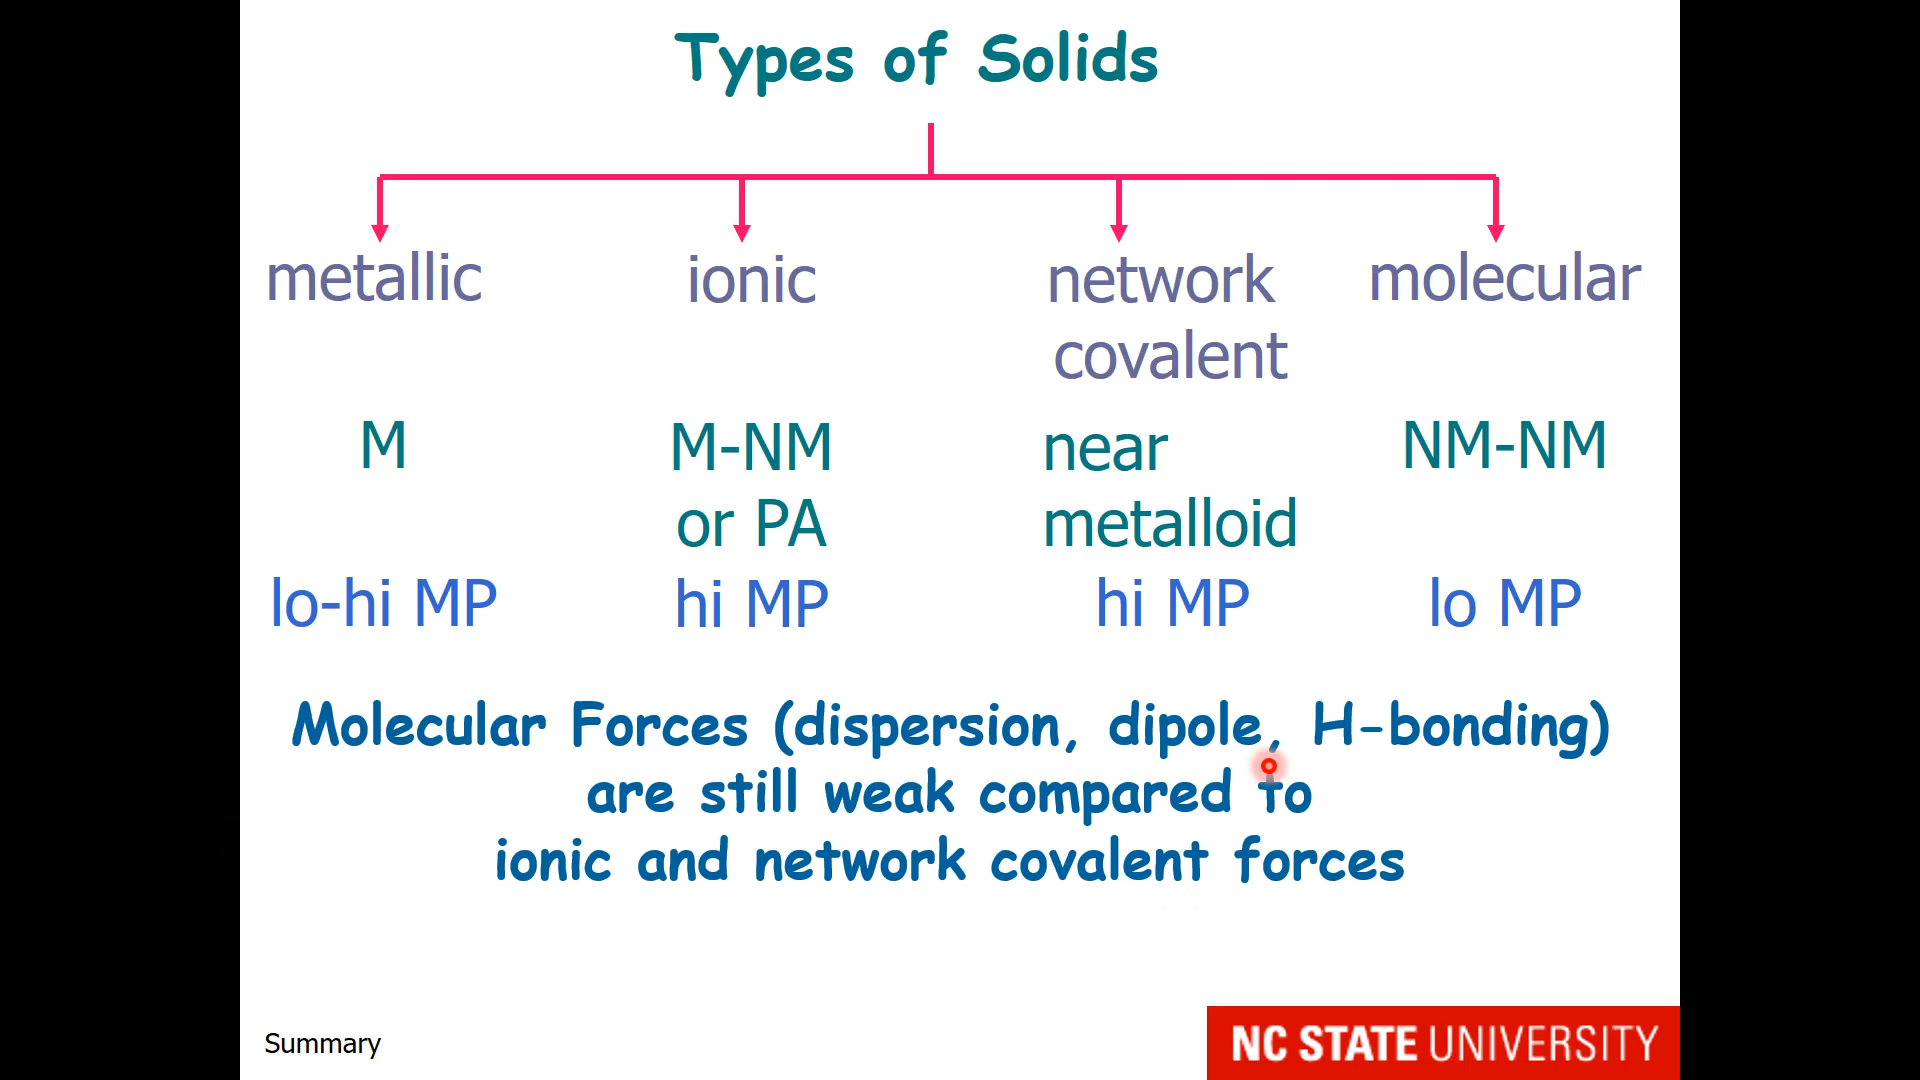 Types of Solids
metallic ionic network molecular
covalent
M M-NM near NM-NM
or PA metalloid
lo-hi MP hi MP hi MP lo MP
Molecular Forces (dispersion, dipole, H-bonding)
are still weak compared to
ionic and network covalent forces
Summary
NC STATE UNIVERSITY